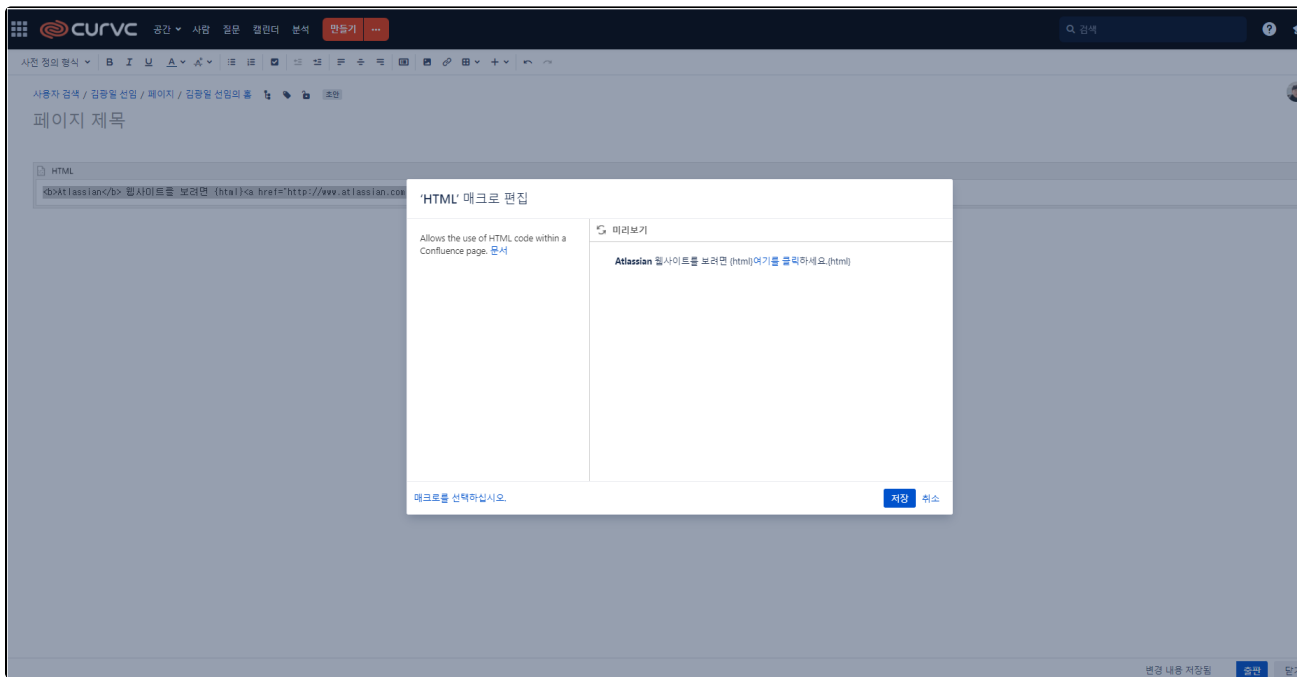 CURVC 공간 사람 질문 캘린더 분석 만들기 ... 검색
사전 정의 형식 B I U A
사용자 검색 / 김광일 선임 / 페이지 / 김광일 선임의 홈 초안
페이지 제목
HTML
<b>Atlassian</b> 웹사이트를 보려면 {html}<a href="http://www.atlassian.com
'HTML' 매크로 편집
Allows the use of HTML code within a
Confluence page. 문서
미리보기
Atlassian 웹사이트를 보려면 {html}여기를 클릭하세요.{html}
매크로를 선택하십시오.
저장 취소
변경 내용 저장됨 출판